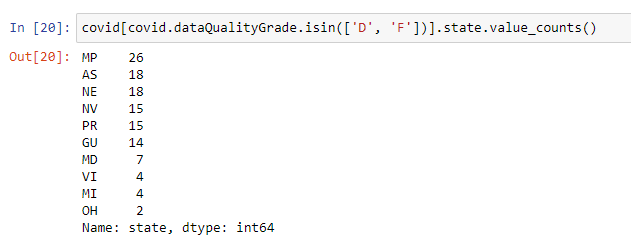 In [20]: covid[covid.dataQualityGrade.isin(['D', 'F'])].state.value_counts()
Out[20]: MP    26
AS    18
NE    18
NV    15
PR    15
GU    14
MD     7
VI     4
MI     4
OH     2
Name: state, dtype: int64